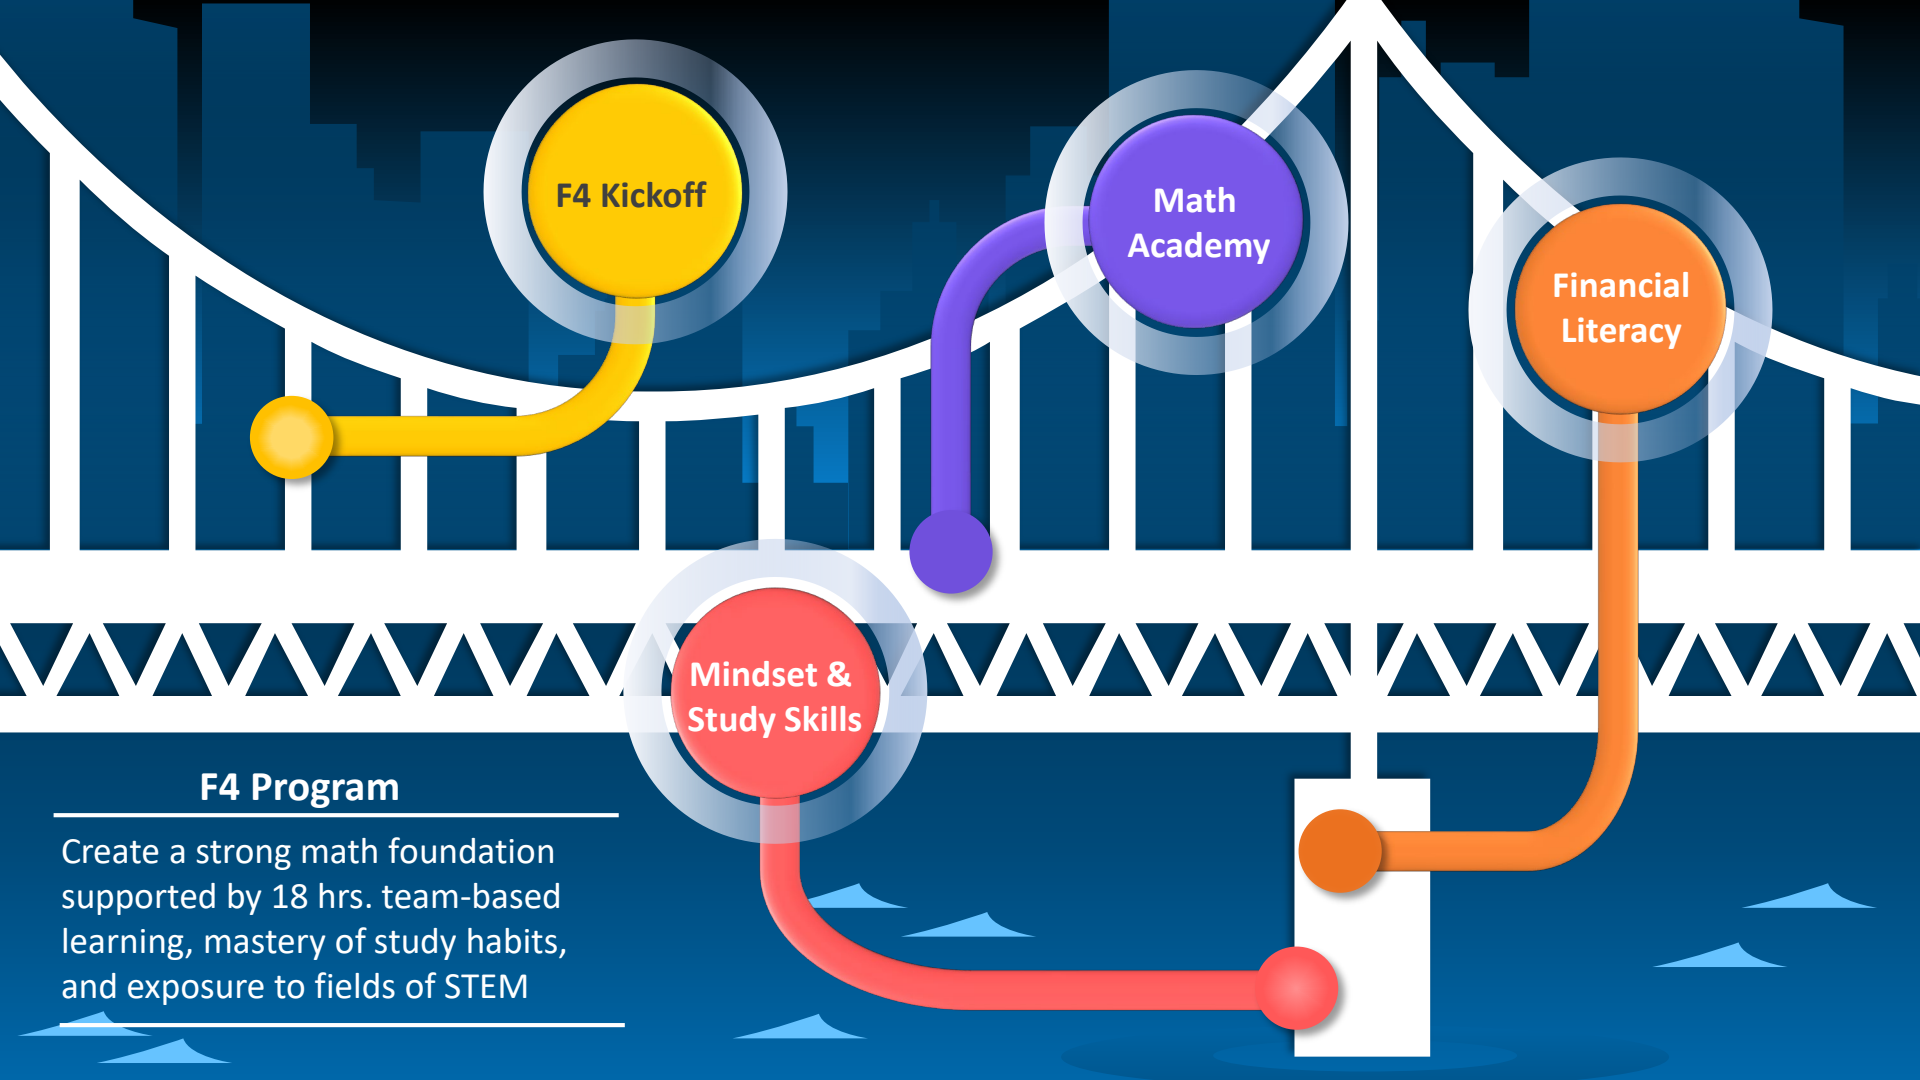 F4 Kickoff
Math
Academy
Financial
Literacy
Mindset &
Study Skills
F4 Program
Create a strong math foundation
supported by 18 hrs. team-based
learning, mastery of study habits,
and exposure to fields of STEM